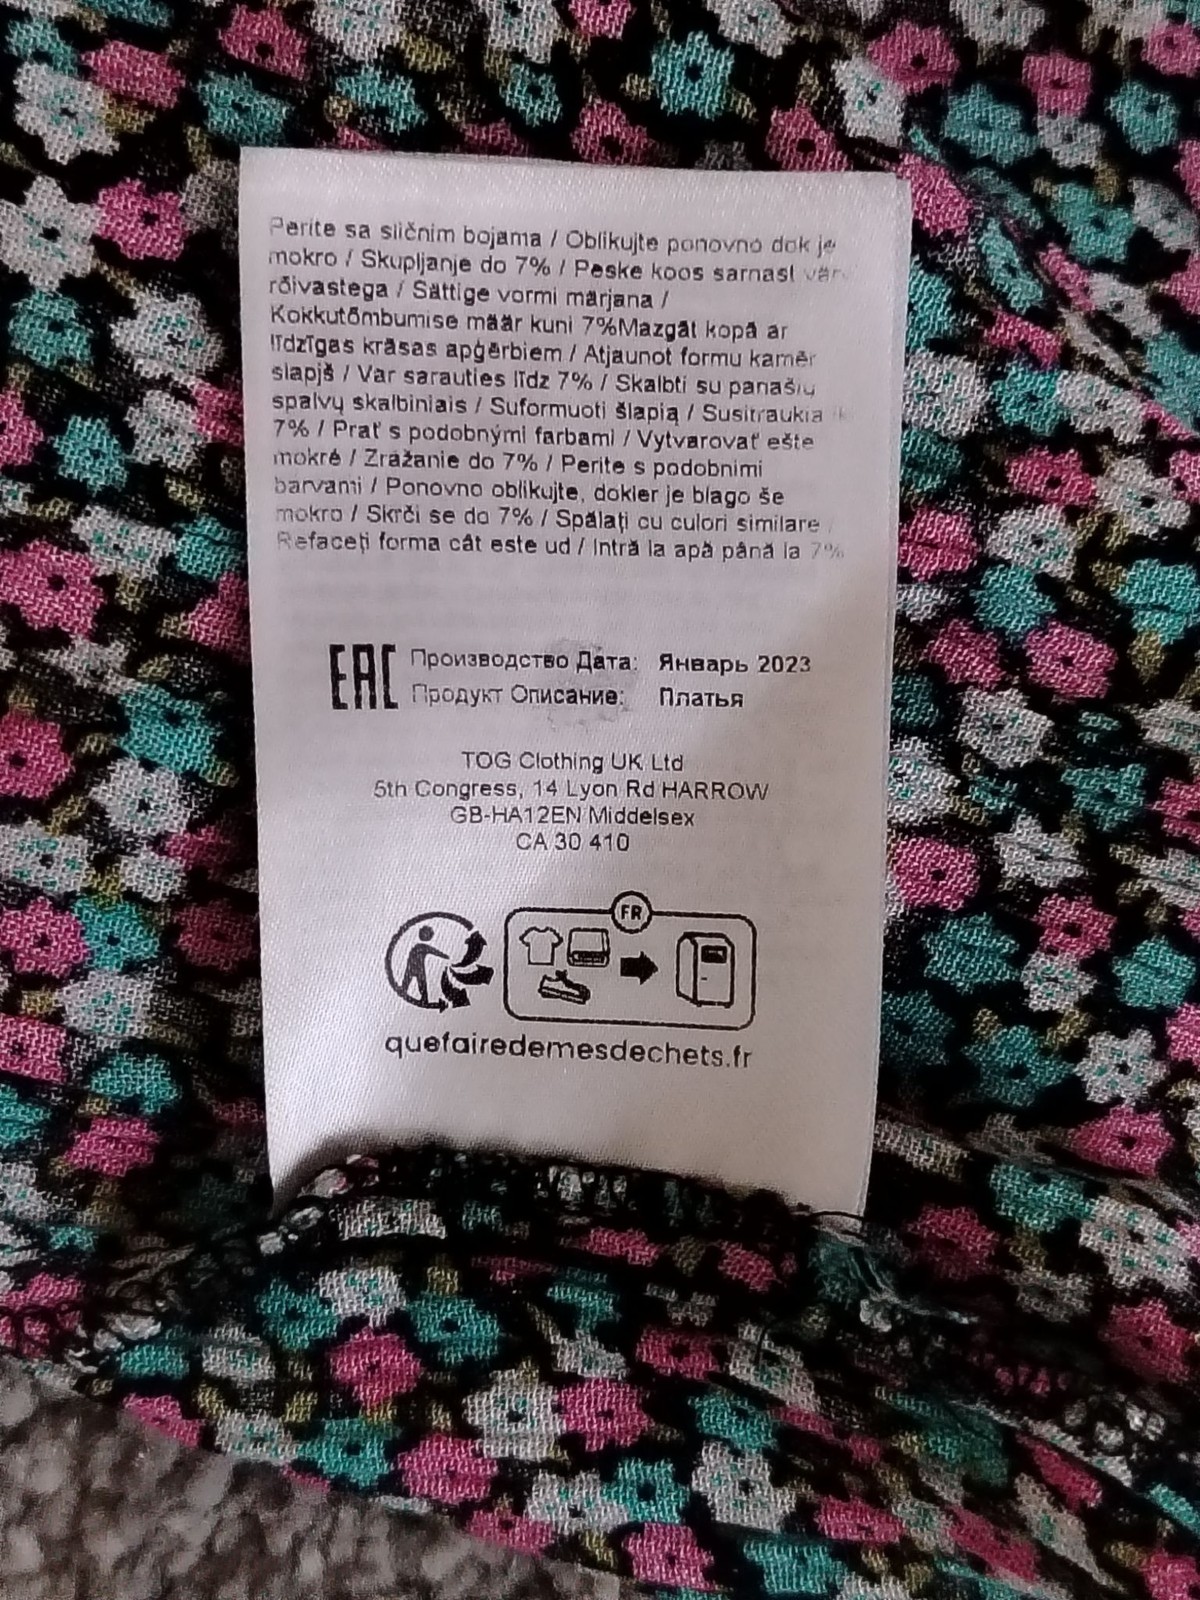 Perite sa sličnim bojama / Oblikujte ponovno dok je
mokro / Skupljanje do 7% / Peske koos sarnast
rõivastega / Sättige vormi märjana /
Kokkutõmbumise määr kuni 7%Mazgāt kopā ar
līdzīgas krāsas apģērbiem / Atjaunot formu kamēr
slapjš / Var sarauties līdz 7% / Skalbti su panašių
spalvų skalbiniais / Suformuoti šlapią / Susitraukia
7% / Prať s podobnými farbami / Vytvarovať ešte
mokré / Zrážanie do 7% / Perite s podobnimi
barvami / Ponovno oblikujte, dokler je blago še
mokro / Skrči se do 7% / Spălați cu culori similare /
Refaceți forma cât este ud / Intră la apă până la 7%
EAC Производство Дата: Январь 2023
Продукт Описание: Платья
TOG Clothing UK Ltd
5th Congress, 14 Lyon Rd HARROW
GB-HA12EN Middelsex
CA 30 410
FR
quefairedemesdechets.fr